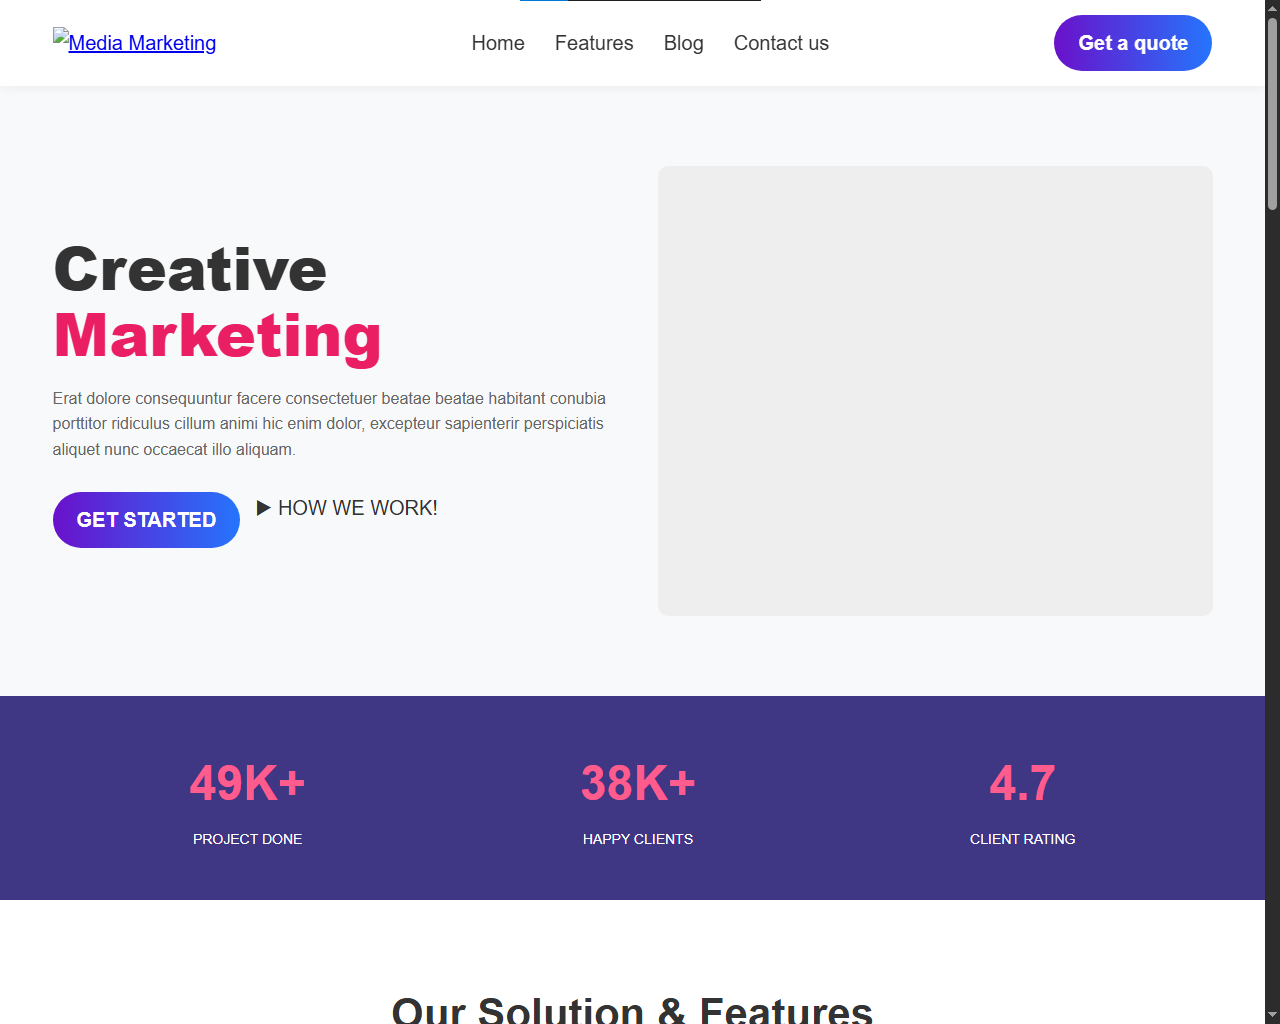 Media Marketing
Home
Features
Blog
Contact us
Get a quote
Creative
Marketing
Erat dolore consequuntur facere consectetuer beatae beatae habitant conubia
porttitor ridiculus cillum animi hic enim dolor, excepteur sapienterir perspiciatis
aliquet nunc occaecat illo aliquam.
GET STARTED
▶ HOW WE WORK!
49K+
38K+
4.7
PROJECT DONE
HAPPY CLIENTS
CLIENT RATING
Our Solution & Features